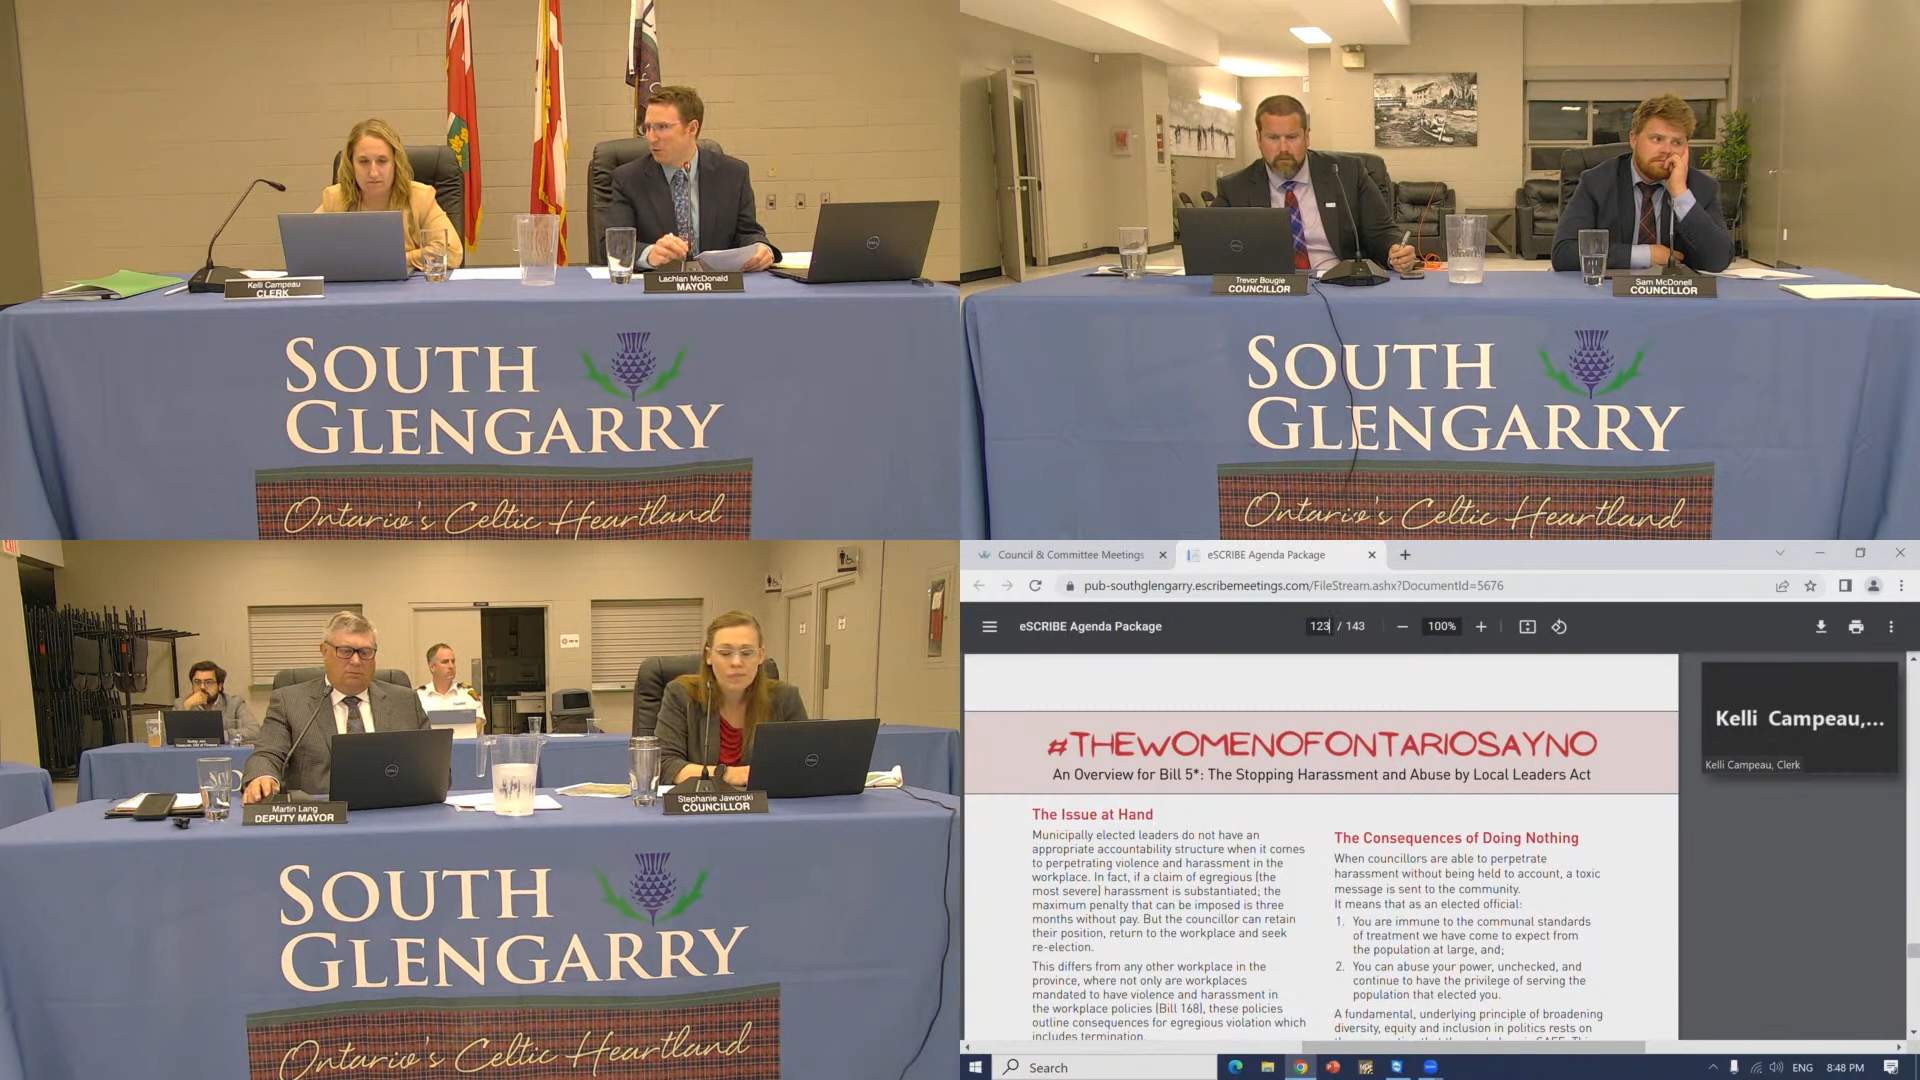 Kelli Campeau
CLERK
Lachlan McDonald
MAYOR
SOUTH
GLENGARRY
Ontario's Celtic Heartland
Trevor Bougie
COUNCILLOR
Sam McDonell
COUNCILLOR
SOUTH
GLENGARRY
Ontario's Celtic Heartland
EXIT
Martin Lang
DEPUTY MAYOR
Stephanie Jaworski
COUNCILLOR
SOUTH
GLENGARRY
Ontario's Celtic Heartland
Council & Committee Meetings
eSCRIBE Agenda Package
pub-southglengarry.escribemeetings.com/FileStream.ashx?DocumentId=5676
eSCRIBE Agenda Package
123 / 143
100%
Kelli Campeau,...
Kelli Campeau, Clerk
#THEWOMENOFONTARIOSAYNO
An Overview for Bill 5*: The Stopping Harassment and Abuse by Local Leaders Act
The Issue at Hand
Municipally elected leaders do not have an
appropriate accountability structure when it comes
to perpetrating violence and harassment in the
workplace. In fact, if a claim of egregious (the
most severe) harassment is substantiated; the
maximum penalty that can be imposed is three
months without pay. But the councillor can retain
their position, return to the workplace and seek
re-election.
This differs from any other workplace in the
province, where not only are workplaces
mandated to have violence and harassment in
the workplace policies (Bill 168), these policies
outline consequences for egregious violation which
includes termination.
The Consequences of Doing Nothing
When councillors are able to perpetrate
harassment without being held to account, a toxic
message is sent to the community.
It means that as an elected official:
1. You are immune to the communal standards
of treatment we have come to expect from
the population at large, and;
2. You can abuse your power, unchecked, and
continue to have the privilege of serving the
population that elected you.
A fundamental, underlying principle of broadening
diversity, equity and inclusion in politics rests on
Search
ENG
8:48 PM